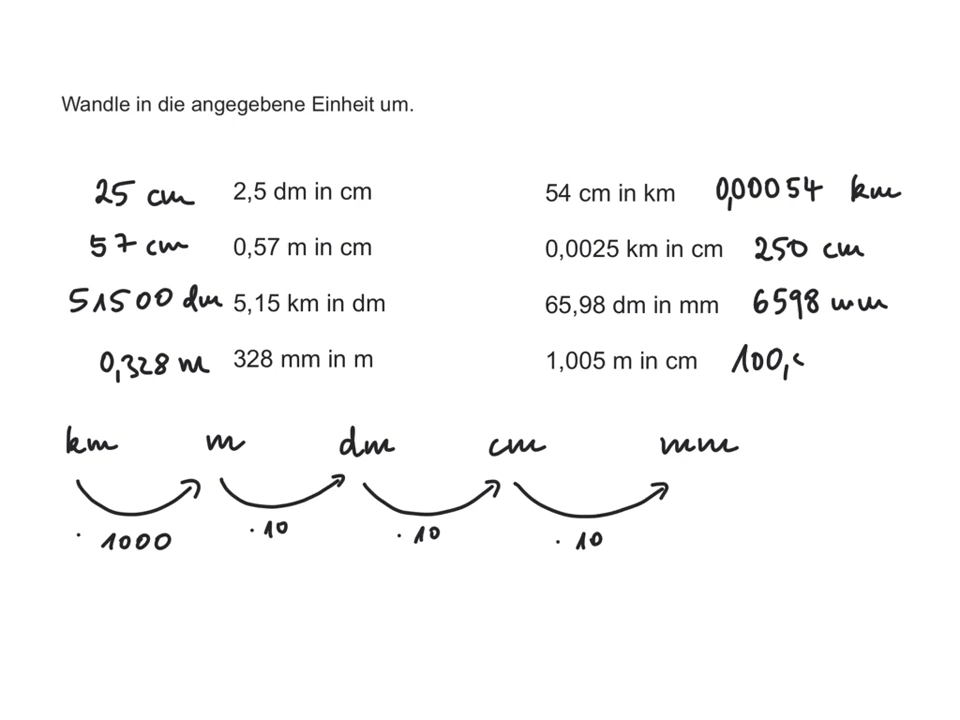 Wandle in die angegebene Einheit um.
25 cm 2,5 dm in cm 54 cm in km 0,00054 km
57 cm 0,57 m in cm 0,0025 km in cm 250 cm
51500 dm 5,15 km in dm 65,98 dm in mm 6598 mm
0,328 m 328 mm in m 1,005 m in cm 100,
km m dm cm mm
· 1000 · 10 · 10 · 10